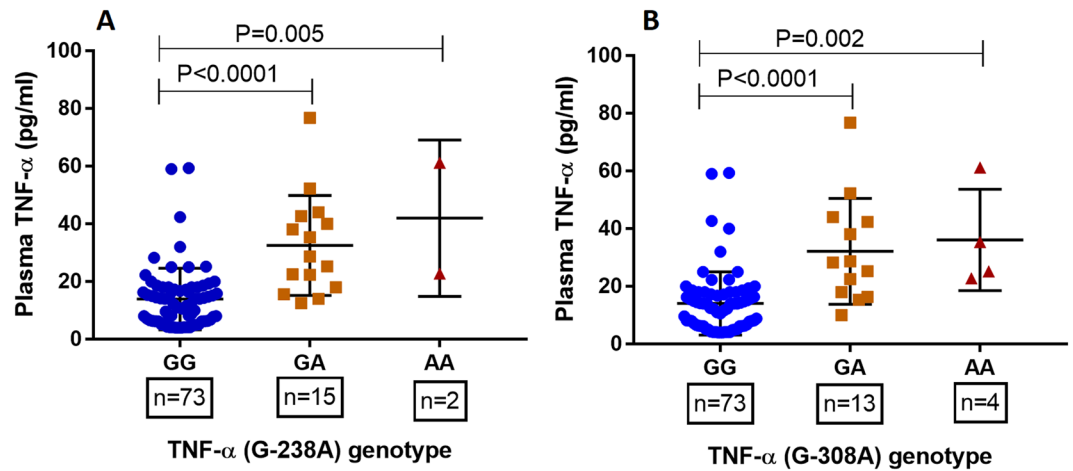 A
P=0.005
P<0.0001
Plasma TNF-α (pg/ml)
100
80
60
40
20
0
GG GA AA
n=73 n=15 n=2
TNF-α (G-238A) genotype
B
P=0.002
P<0.0001
Plasma TNF-α (pg/ml)
100
80
60
40
20
0
GG GA AA
n=73 n=13 n=4
TNF-α (G-308A) genotype